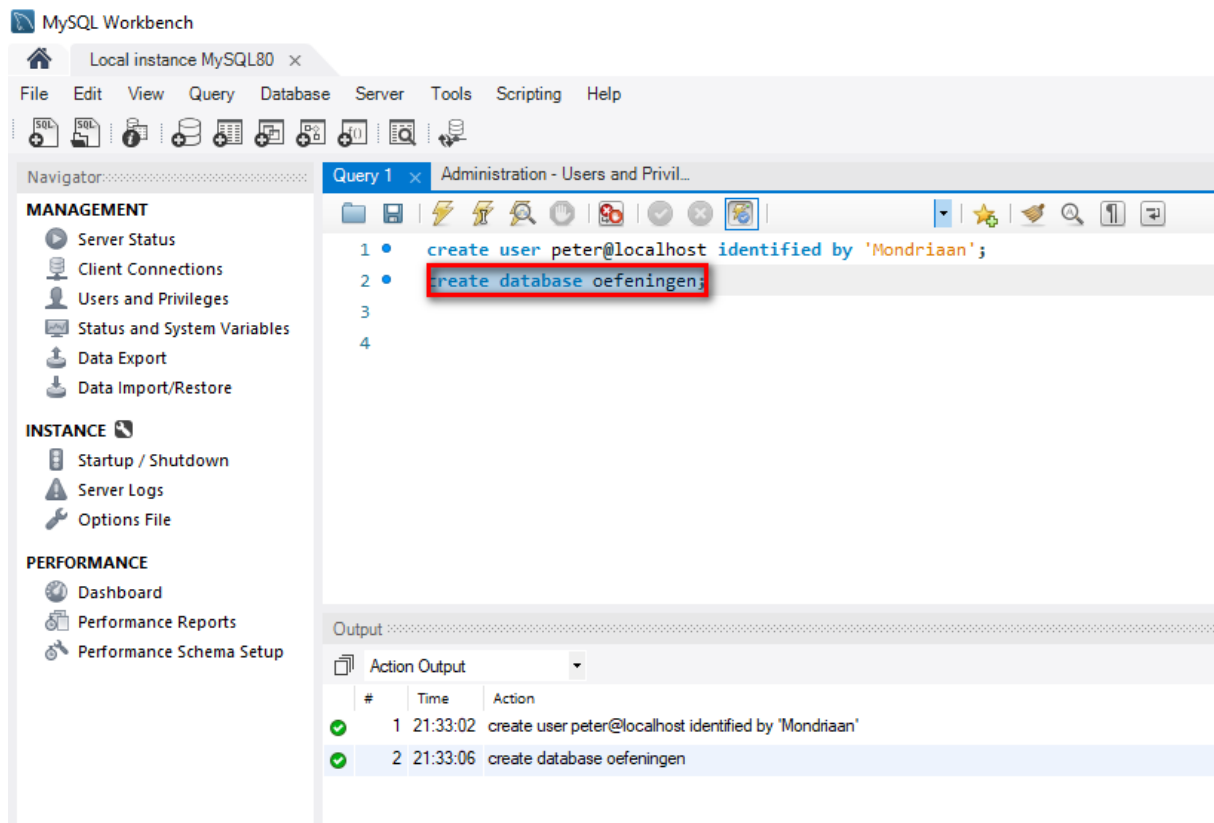 MySQL Workbench
Local instance MySQL80 ×
File Edit View Query Database Server Tools Scripting Help
Navigator
MANAGEMENT
Server Status
Client Connections
Users and Privileges
Status and System Variables
Data Export
Data Import/Restore
INSTANCE
Startup / Shutdown
Server Logs
Options File
PERFORMANCE
Dashboard
Performance Reports
Performance Schema Setup
Query 1 × Administration - Users and Privil...
1 create user peter@localhost identified by 'Mondriaan';
2 create database oefeningen;
3
4
Output
Action Output
# Time Action
1 21:33:02 create user peter@localhost identified by 'Mondriaan'
2 21:33:06 create database oefeningen